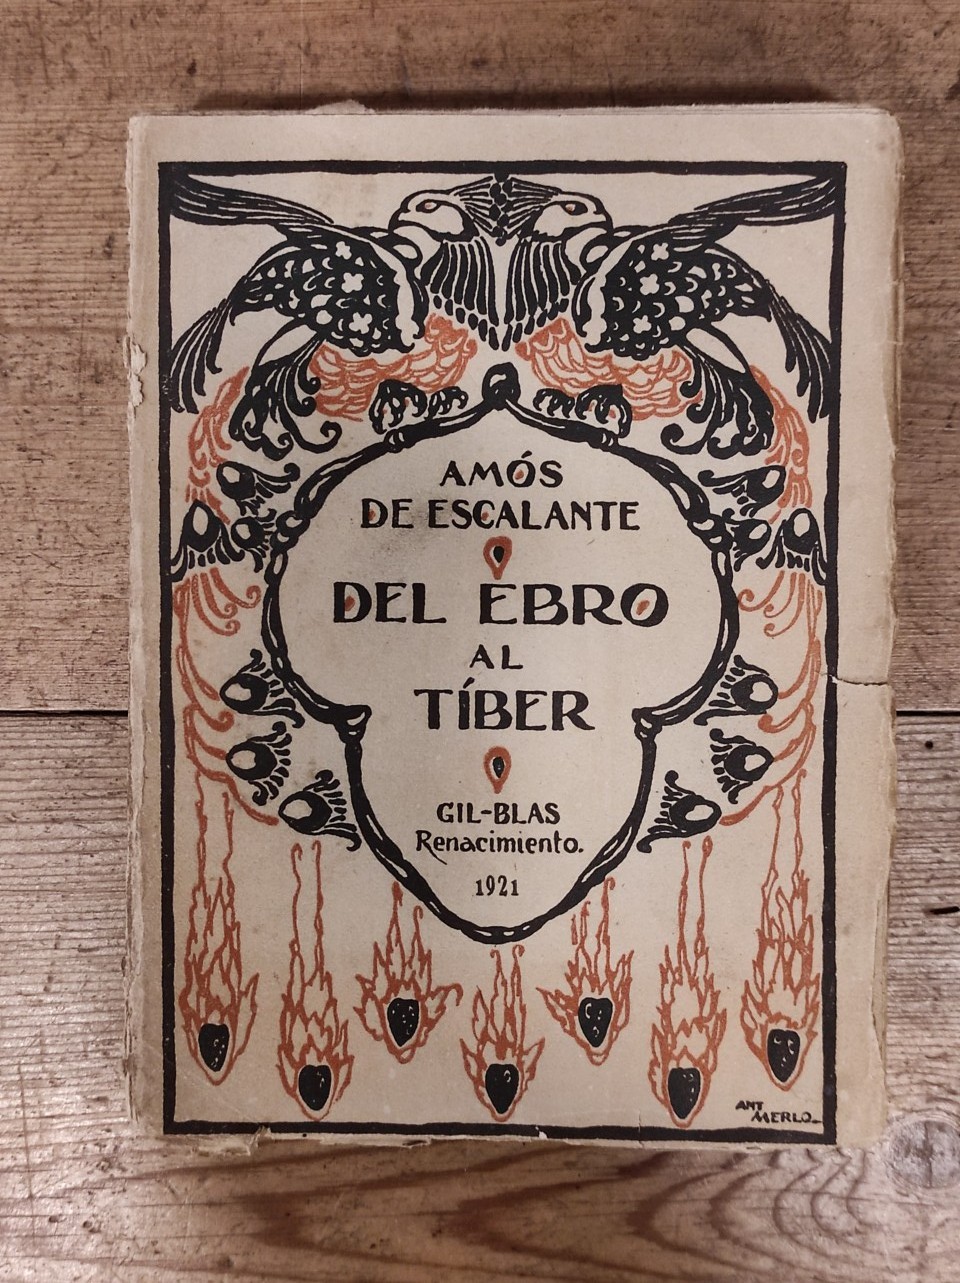 AMÓS
DE ESCALANTE
DEL EBRO
AL
TÍBER
GIL-BLAS
Renacimiento.
1921
ANT
MERLO